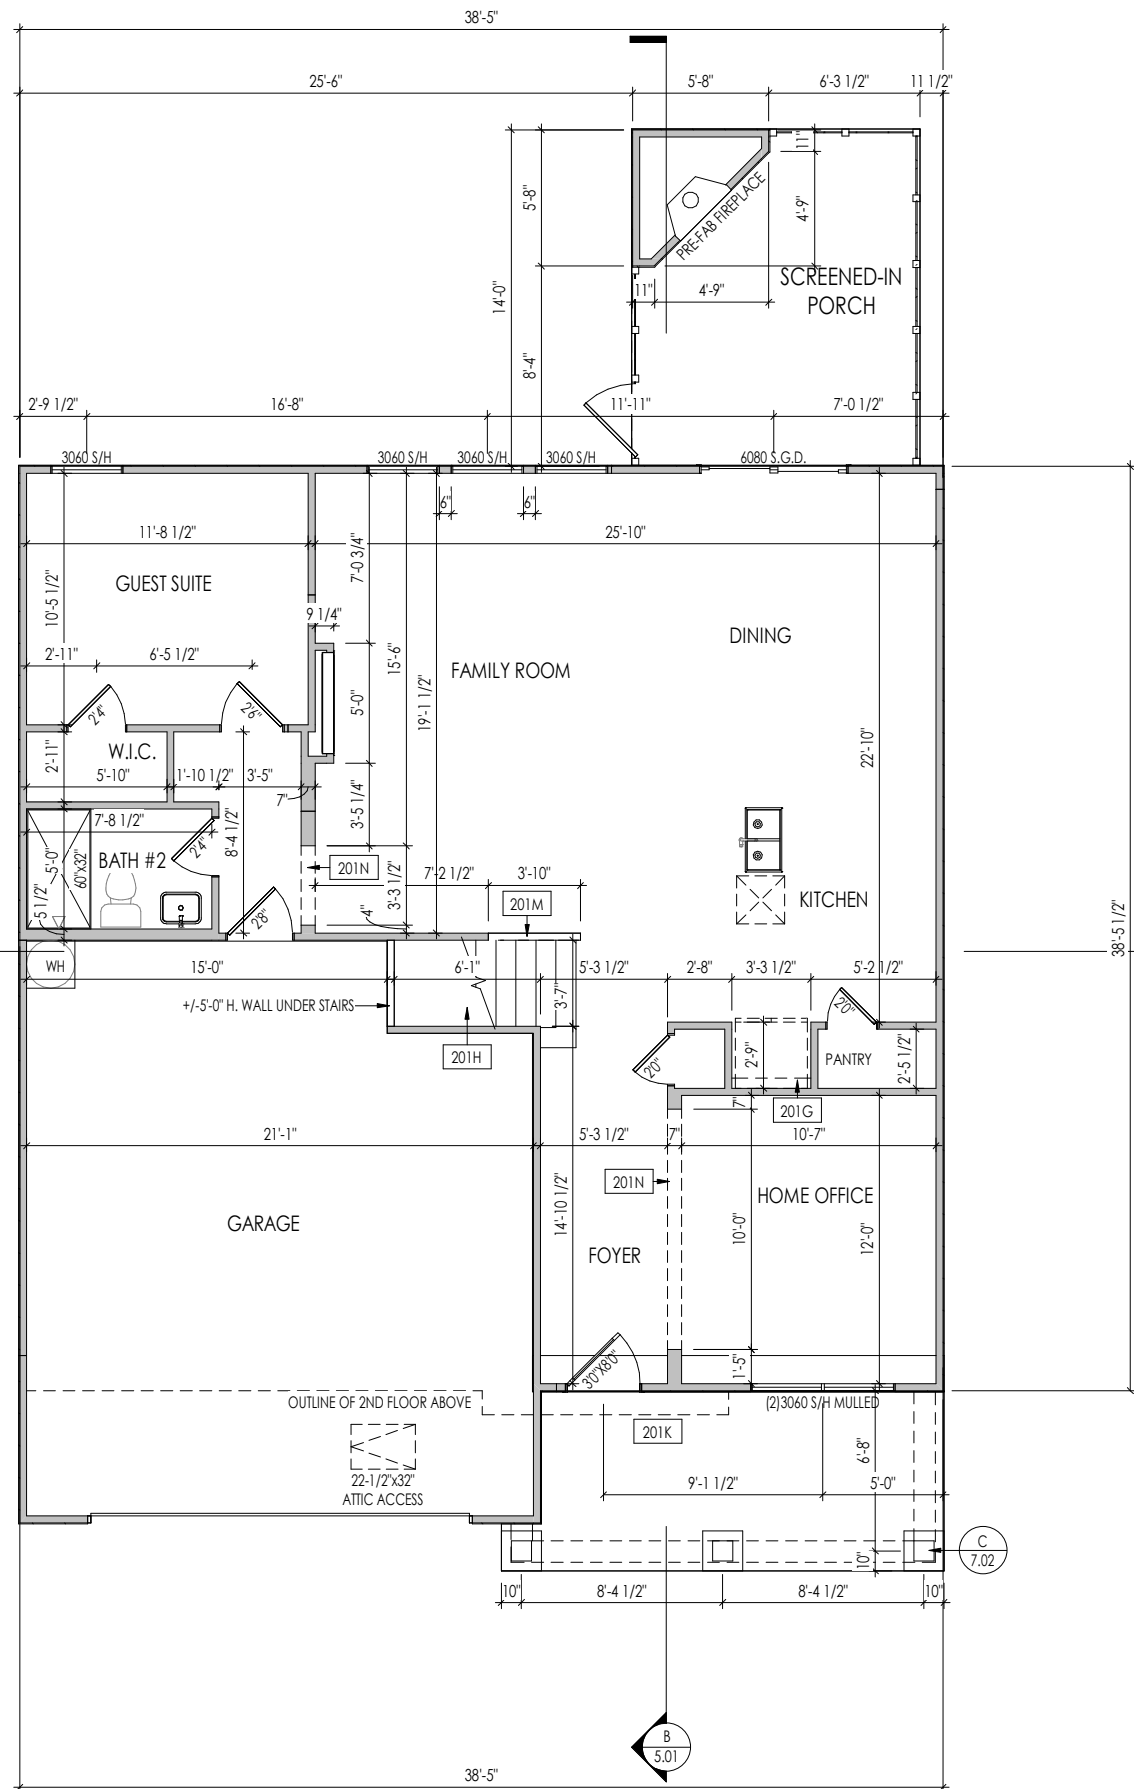 38'-5"
25'-6"
5'-8"
6'-3 1/2"
11 1/2"
11"
5'-8"
4'-9"
PRE-FAB FIREPLACE
SCREENED-IN
PORCH
14'-0"
11"
4'-9"
8'-4"
2'-9 1/2"
16'-8"
11'-11"
7'-0 1/2"
3060 S/H
3060 S/H
3060 S/H
3060 S/H
6080 S.G.D.
6"
6"
11'-8 1/2"
25'-10"
7'-0 3/4"
GUEST SUITE
10'-5 1/2"
9 1/4"
DINING
2'-11"
6'-5 1/2"
15'-6"
FAMILY ROOM
5'-0"
19'-1 1/2"
2'4"
2'6"
22'-10"
2'-11"
W.I.C.
5'-10"
1'-10 1/2"
3'-5"
7"
3'-5 1/4"
7'-8 1/2"
8'-4 1/2"
5'-0"
60"x32"
BATH #2
2'4"
201N
7'-2 1/2"
3'-10"
3'-3 1/2"
KITCHEN
5 1/2"
2'8"
4"
201M
38'-5 1/2"
WH
15'-0"
6'-1"
5'-3 1/2"
2'-8"
3'-3 1/2"
5'-2 1/2"
+/-5'-0" H. WALL UNDER STAIRS
3'-7"
2'0"
201H
2'0"
2'-9"
PANTRY
2'-5 1/2"
7"
201G
21'-1"
5'-3 1/2"
7"
10'-7"
201N
HOME OFFICE
14'-10 1/2"
GARAGE
10'-0"
12'-0"
FOYER
3'0"X8'0"
1'-5"
OUTLINE OF 2ND FLOOR ABOVE
(2)3060 S/H MULLED
201K
6'-8"
22-1/2"x32"
ATTIC ACCESS
9'-1 1/2"
5'-0"
C
7.02
10"
10"
8'-4 1/2"
8'-4 1/2"
10"
B
5.01
38'-5"